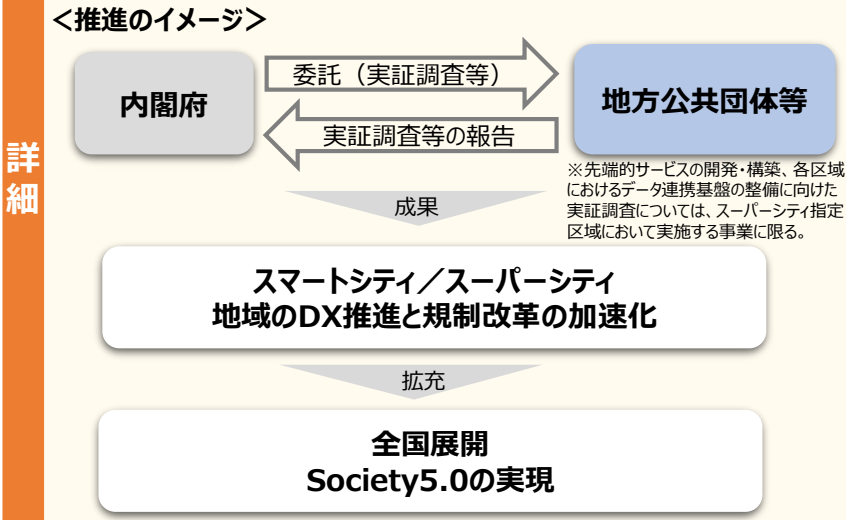 <推進のイメージ>
詳細
内閣府
委託（実証調査等）
実証調査等の報告
地方公共団体等
※先端的サービスの開発・構築、各区域
におけるデータ連携基盤の整備に向けた
実証調査については、スーパーシティ指定
区域において実施する事業に限る。
成果
スマートシティ／スーパーシティ
地域のDX推進と規制改革の加速化
拡充
全国展開
Society5.0の実現